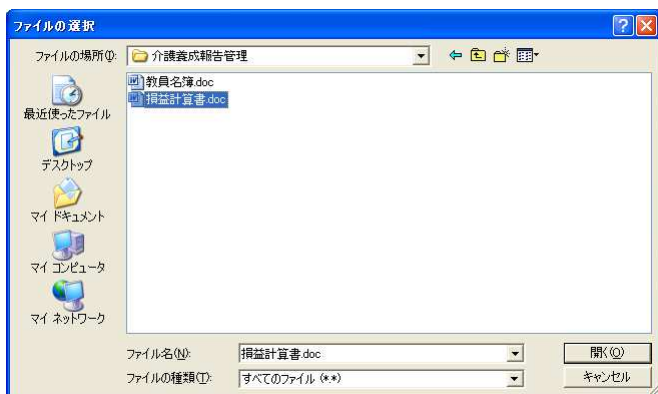 ファイルの選択
ファイルの場所(I):
介護養成報告管理
教員名簿.doc
損益計算書.doc
最近使ったファイル
デスクトップ
マイ ドキュメント
マイ コンピュータ
マイ ネットワーク
ファイル名(N):
損益計算書.doc
開く(O)
ファイルの種類(T):
すべてのファイル (*.*)
キャンセル